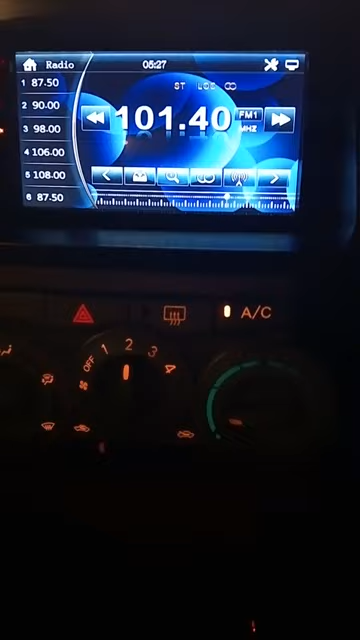 Radio 05:27
1 87.50
2 90.00
3 98.00
4 106.00
5 108.00
6 87.50
ST LOC
101.40 FM1
MHZ
A/C
OFF 1 2 3 4